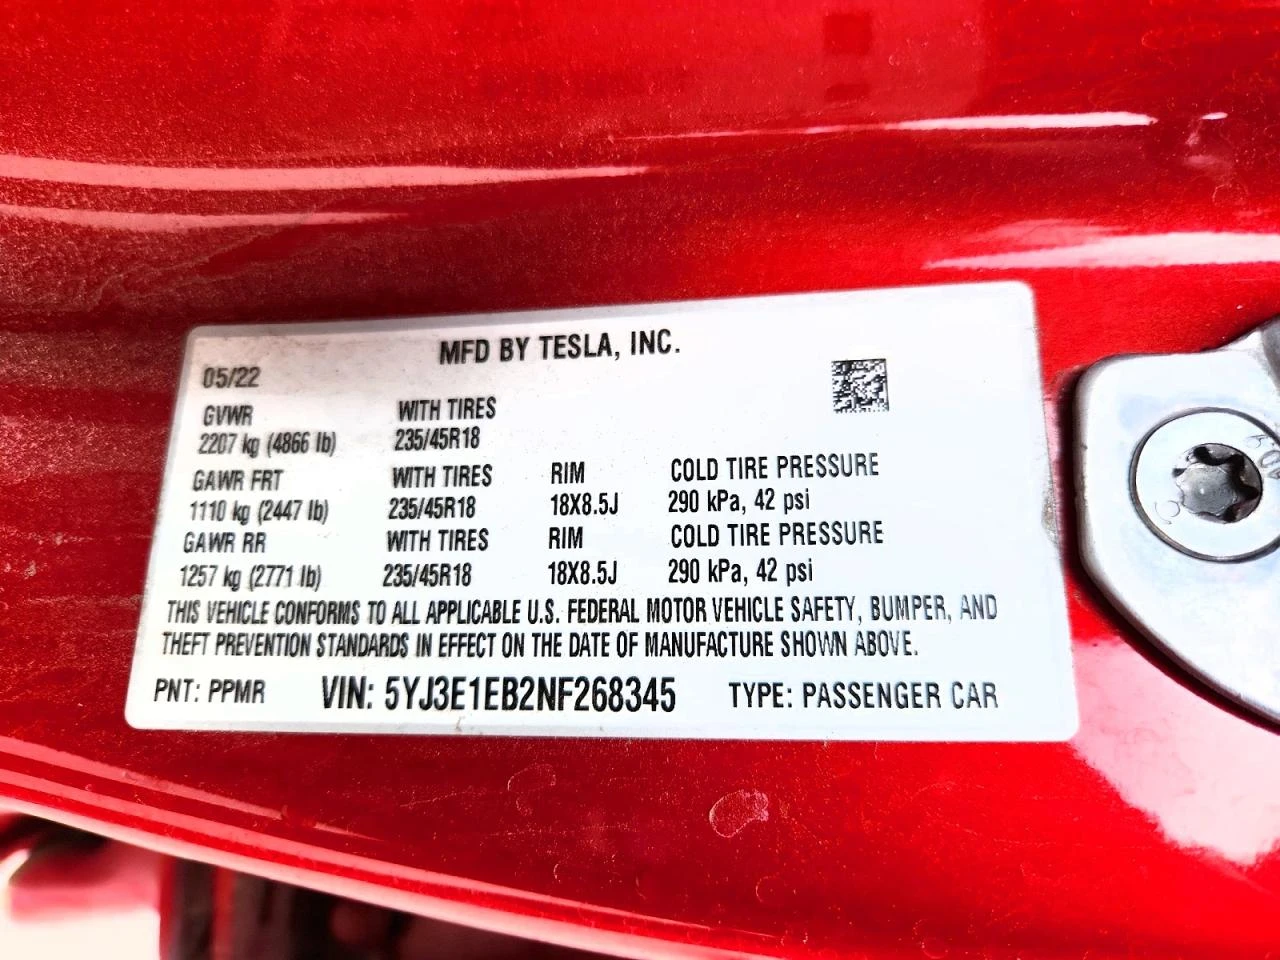 MFD BY TESLA, INC.
05/22
GVWR WITH TIRES
2207 kg (4866 lb) 235/45R18
GAWR FRT WITH TIRES RIM COLD TIRE PRESSURE
1110 kg (2447 lb) 235/45R18 18X8.5J 290 kPa, 42 psi
GAWR RR WITH TIRES RIM COLD TIRE PRESSURE
1257 kg (2771 lb) 235/45R18 18X8.5J 290 kPa, 42 psi
THIS VEHICLE CONFORMS TO ALL APPLICABLE U.S. FEDERAL MOTOR VEHICLE SAFETY, BUMPER, AND
THEFT PREVENTION STANDARDS IN EFFECT ON THE DATE OF MANUFACTURE SHOWN ABOVE.
PNT: PPMR VIN: 5YJ3E1EB2NF268345 TYPE: PASSENGER CAR